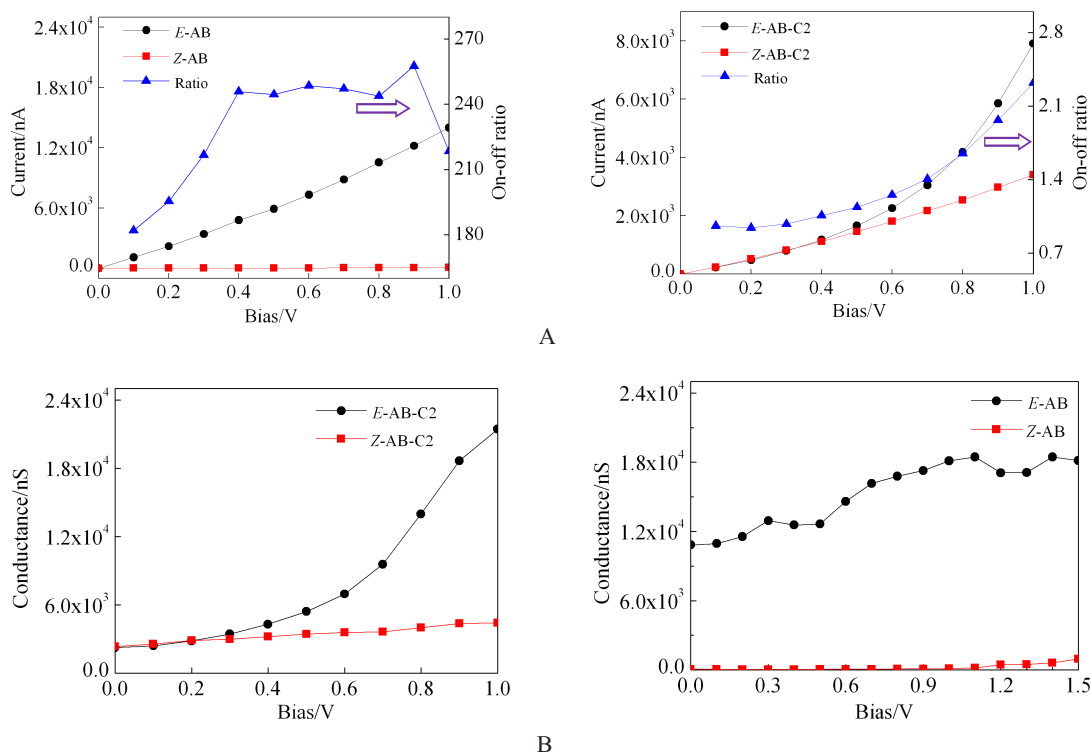 2.4x10⁴
1.8x10⁴
1.2x10⁴
6.0x10³
0.0
Current/nA
E-AB
Z-AB
Ratio
270
240
210
180
On-off ratio
0.0 0.2 0.4 0.6 0.8 1.0
Bias/V
8.0x10³
6.0x10³
4.0x10³
2.0x10³
0.0
Current/nA
E-AB-C2
Z-AB-C2
Ratio
2.8
2.1
1.4
0.7
On-off ratio
0.0 0.2 0.4 0.6 0.8 1.0
Bias/V
A
2.4x10⁴
1.8x10⁴
1.2x10⁴
6.0x10³
0.0
Conductance/nS
E-AB-C2
Z-AB-C2
0.0 0.2 0.4 0.6 0.8 1.0
Bias/V
2.4x10⁴
1.8x10⁴
1.2x10⁴
6.0x10³
0.0
Conductance/nS
E-AB
Z-AB
0.0 0.3 0.6 0.9 1.2 1.5
Bias/V
B